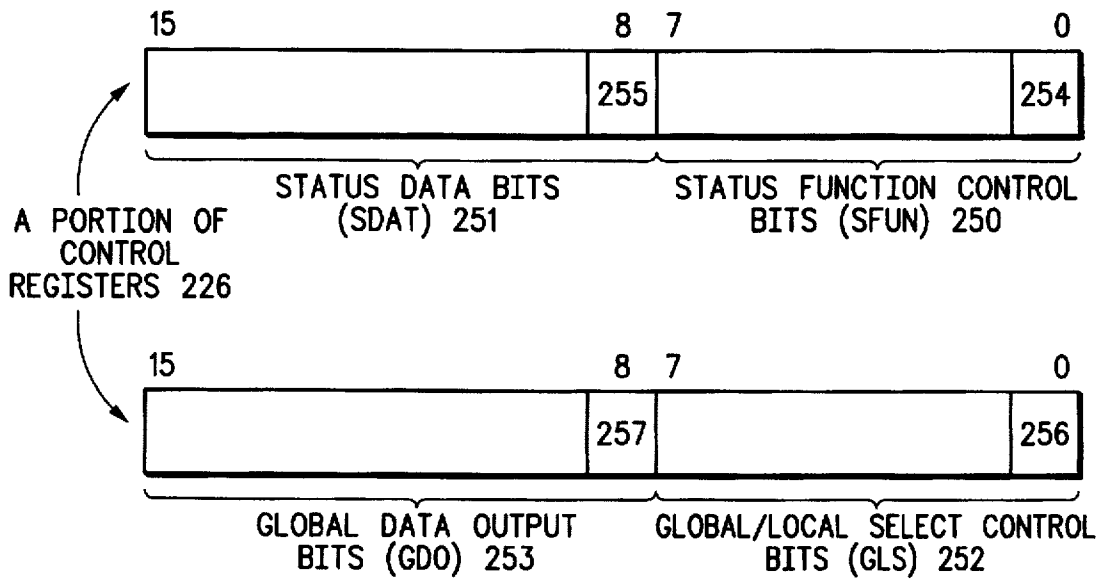 15 8 7 0
255 254
STATUS DATA BITS
(SDAT) 251
STATUS FUNCTION CONTROL
BITS (SFUN) 250
A PORTION OF
CONTROL
REGISTERS 226
15 8 7 0
257 256
GLOBAL DATA OUTPUT
BITS (GDO) 253
GLOBAL/LOCAL SELECT CONTROL
BITS (GLS) 252